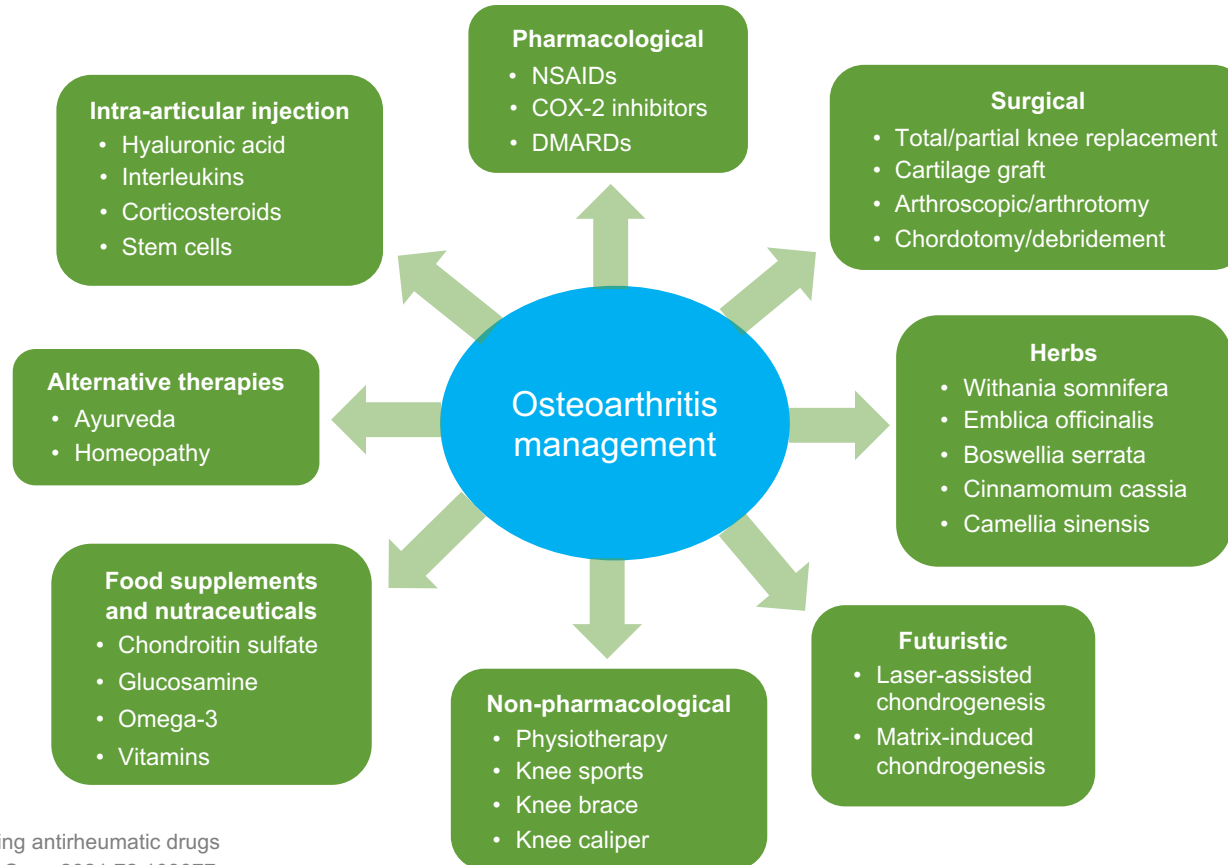 Pharmacological
• NSAIDs
• COX-2 inhibitors
• DMARDs
Intra-articular injection
• Hyaluronic acid
• Interleukins
• Corticosteroids
• Stem cells
Surgical
• Total/partial knee replacement
• Cartilage graft
• Arthroscopic/arthrotomy
• Chordotomy/debridement
Alternative therapies
• Ayurveda
• Homeopathy
Osteoarthritis
management
Herbs
• Withania somnifera
• Emblica officinalis
• Boswellia serrata
• Cinnamomum cassia
• Camellia sinensis
Food supplements
and nutraceuticals
• Chondroitin sulfate
• Glucosamine
• Omega-3
• Vitamins
Non-pharmacological
• Physiotherapy
• Knee sports
• Knee brace
• Knee caliper
Futuristic
• Laser-assisted
chondrogenesis
• Matrix-induced
chondrogenesis
ing antirheumatic drugs